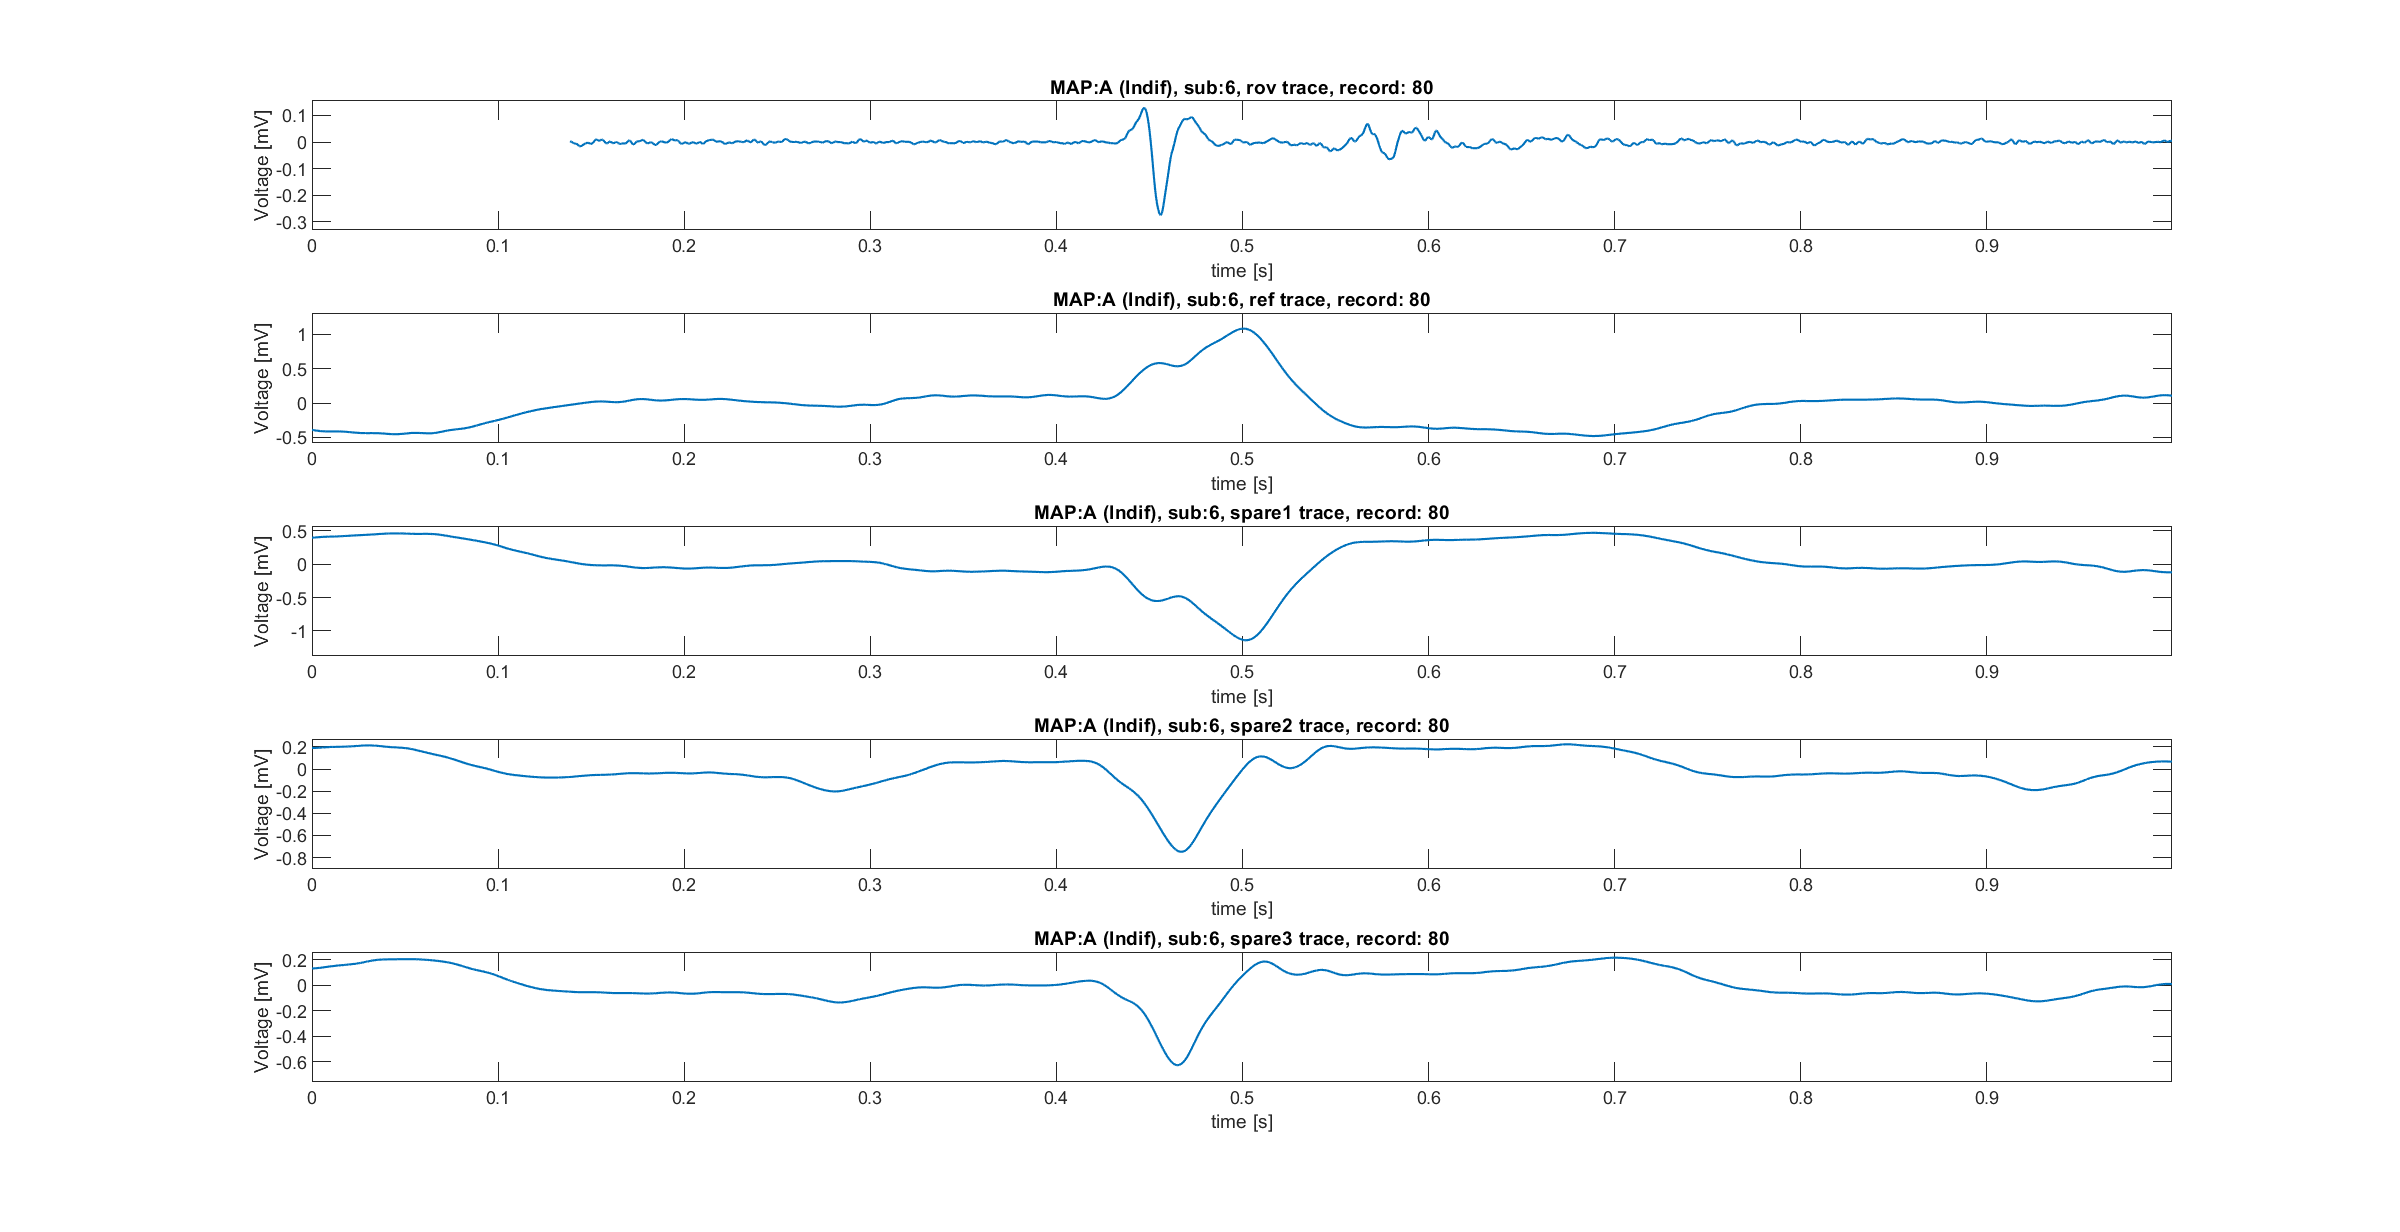 MAP:A (Indif), sub:6, rov trace, record: 80
Voltage [mV]
0.1
0
-0.1
-0.2
-0.3
0 0.1 0.2 0.3 0.4 0.5 0.6 0.7 0.8 0.9
time [s]
MAP:A (Indif), sub:6, ref trace, record: 80
Voltage [mV]
1
0.5
0
-0.5
0 0.1 0.2 0.3 0.4 0.5 0.6 0.7 0.8 0.9
time [s]
MAP:A (Indif), sub:6, spare1 trace, record: 80
Voltage [mV]
0.5
0
-0.5
-1
0 0.1 0.2 0.3 0.4 0.5 0.6 0.7 0.8 0.9
time [s]
MAP:A (Indif), sub:6, spare2 trace, record: 80
Voltage [mV]
0.2
0
-0.2
-0.4
-0.6
-0.8
0 0.1 0.2 0.3 0.4 0.5 0.6 0.7 0.8 0.9
time [s]
MAP:A (Indif), sub:6, spare3 trace, record: 80
Voltage [mV]
0.2
0
-0.2
-0.4
-0.6
0 0.1 0.2 0.3 0.4 0.5 0.6 0.7 0.8 0.9
time [s]